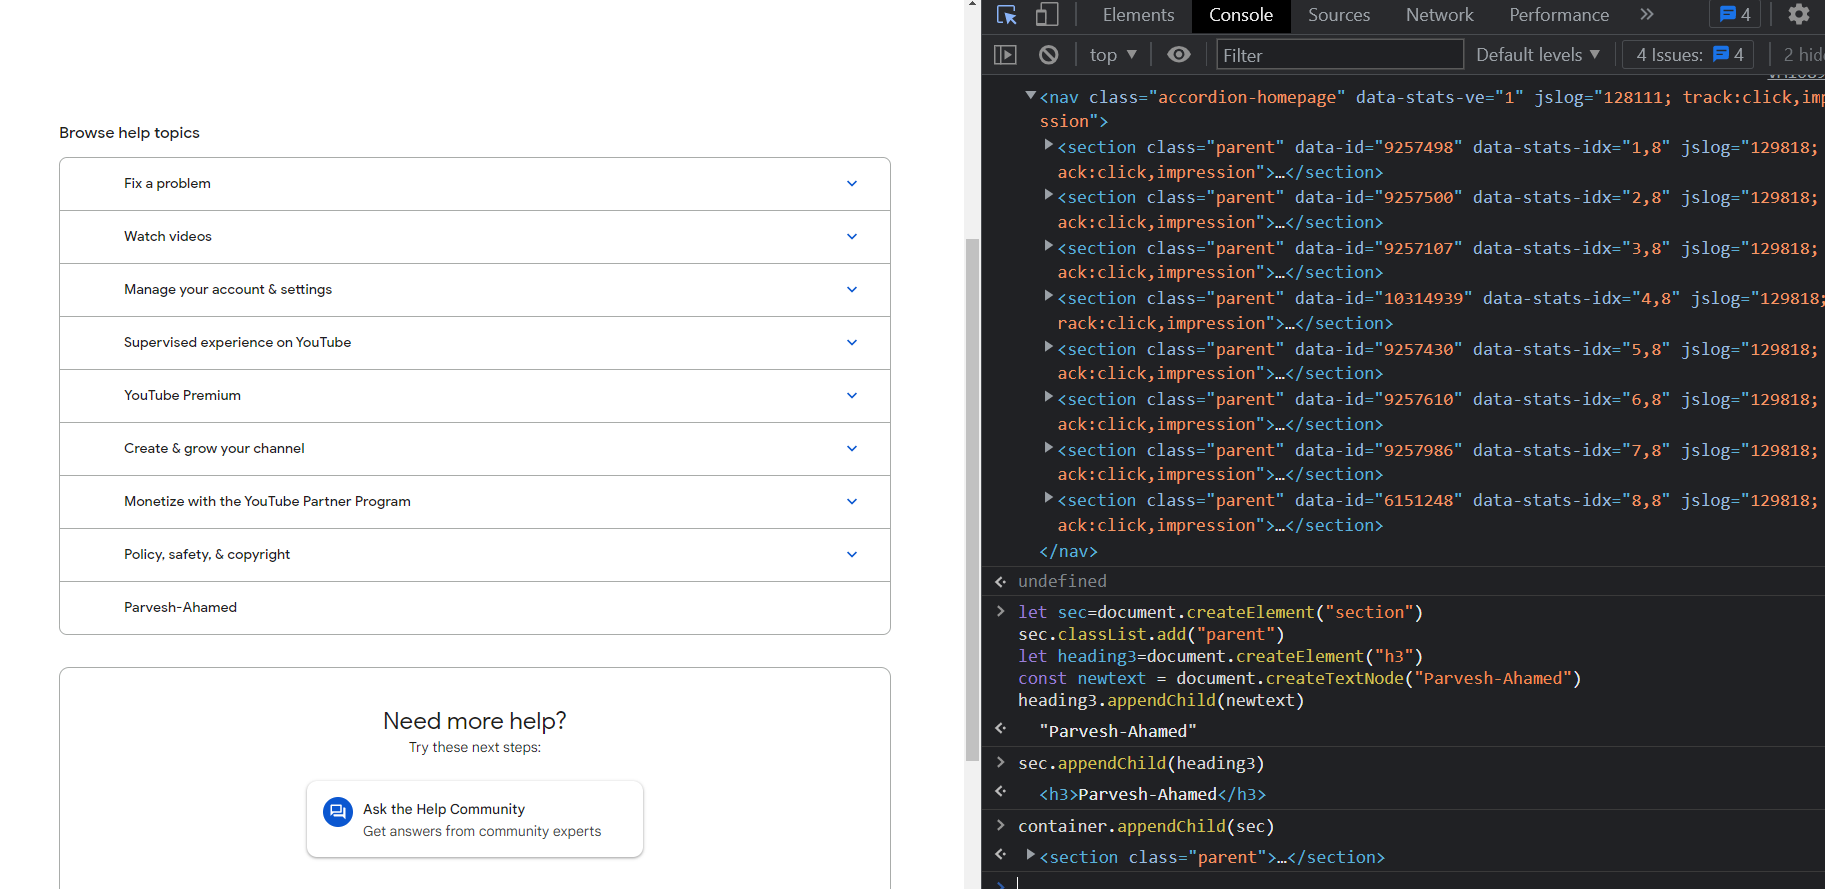 Browse help topics
Fix a problem
Watch videos
Manage your account & settings
Supervised experience on YouTube
YouTube Premium
Create & grow your channel
Monetize with the YouTube Partner Program
Policy, safety, & copyright
Parvesh-Ahamed
Need more help?
Try these next steps:
Ask the Help Community
Get answers from community experts
Elements Console Sources Network Performance 4
top Filter Default levels 4 Issues: 4 2 hid
<nav class="accordion-homepage" data-stats-ve="1" jslog="128111; track:click,imp
ssion">
<section class="parent" data-id="9257498" data-stats-idx="1,8" jslog="129818;
ack:click,impression">…</section>
<section class="parent" data-id="9257500" data-stats-idx="2,8" jslog="129818;
ack:click,impression">…</section>
<section class="parent" data-id="9257107" data-stats-idx="3,8" jslog="129818;
ack:click,impression">…</section>
<section class="parent" data-id="10314939" data-stats-idx="4,8" jslog="129818;
rack:click,impression">…</section>
<section class="parent" data-id="9257430" data-stats-idx="5,8" jslog="129818;
ack:click,impression">…</section>
<section class="parent" data-id="9257610" data-stats-idx="6,8" jslog="129818;
ack:click,impression">…</section>
<section class="parent" data-id="9257986" data-stats-idx="7,8" jslog="129818;
ack:click,impression">…</section>
<section class="parent" data-id="6151248" data-stats-idx="8,8" jslog="129818;
ack:click,impression">…</section>
</nav>
undefined
let sec=document.createElement("section")
sec.classList.add("parent")
let heading3=document.createElement("h3")
const newtext = document.createTextNode("Parvesh-Ahamed")
heading3.appendChild(newtext)
"Parvesh-Ahamed"
sec.appendChild(heading3)
<h3>Parvesh-Ahamed</h3>
container.appendChild(sec)
<section class="parent">…</section>